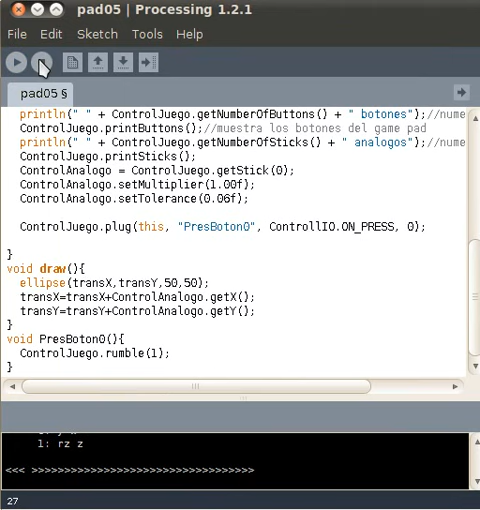 pad05 | Processing 1.2.1
File Edit Sketch Tools Help
pad05 §
println(" " + ControlJuego.getNumberOfButtons() + " botones");//nume
ControlJuego.printButtons();//muestra los botones del game pad
println(" " + ControlJuego.getNumberOfSticks() + " analogos");//nume
ControlJuego.printSticks();
ControlAnalogo = ControlJuego.getStick(0);
ControlAnalogo.setMultiplier(1.00f);
ControlAnalogo.setTolerance(0.06f);
ControlJuego.plug(this, "PresBoton0", ControllIO.ON_PRESS, 0);
}
void draw(){
ellipse(transX,transY,50,50);
transX=transX+ControlAnalogo.getX();
transY=transY+ControlAnalogo.getY();
}
void PresBoton0(){
ControlJuego.rumble(1);
}
1: rz z
<<< >>>>>>>>>>>>>>>>>>>>>>>>>>>>>>>>>>
27